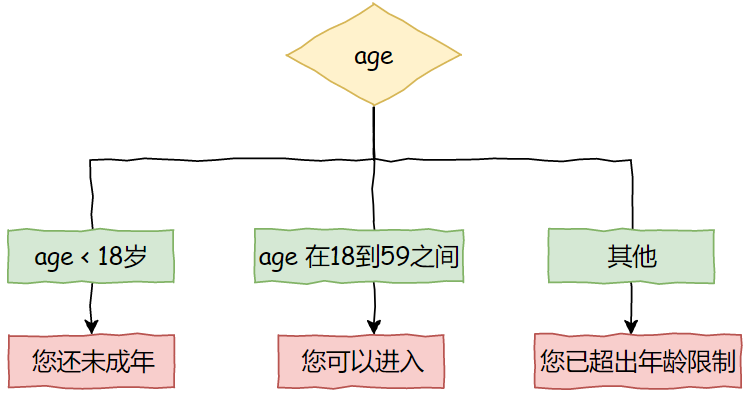 age
age < 18岁
age 在18到59之间
其他
您还未成年
您可以进入
您已超出年龄限制